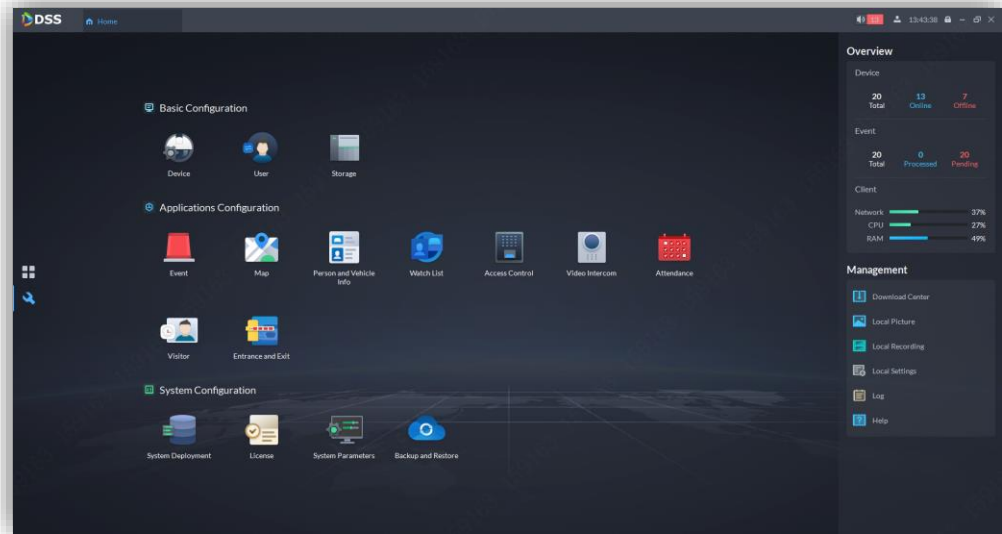 DSS
Home
13
13:43:38
Basic Configuration
Device
User
Storage
Applications Configuration
Event
Map
Person and Vehicle
Info
Watch List
Access Control
Video Intercom
Attendance
Visitor
Entrance and Exit
System Configuration
System Deployment
License
System Parameters
Backup and Restore
Overview
Device
20 13 7
Total Online Offline
Event
20 0 20
Total Processed Pending
Client
Network 37%
CPU 27%
RAM 49%
Management
Download Center
Local Picture
Local Recording
Local Settings
Log
Help